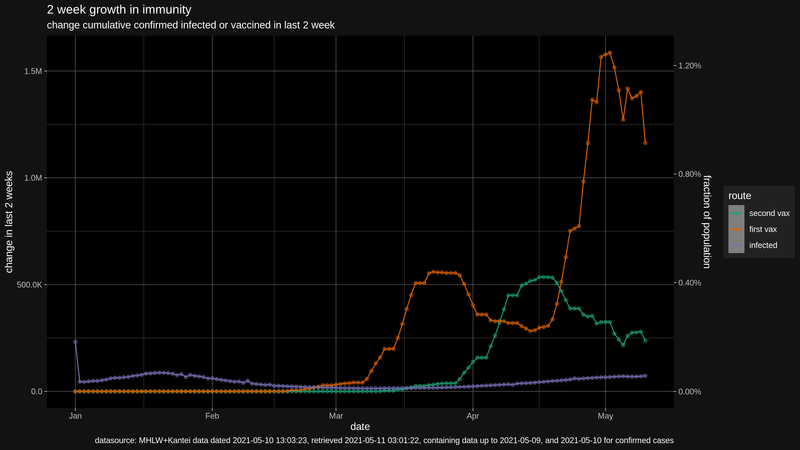 2 week growth in immunity
change cumulative confirmed infected or vaccined in last 2 week
change in last 2 weeks
1.5M
1.0M
500.0K
0.0
1.20%
0.80%
0.40%
0.00%
fraction of population
route
second vax
first vax
infected
Jan
Feb
Mar
Apr
May
date
datasource: MHLW+Kantei data dated 2021-05-10 13:03:23, retrieved 2021-05-11 03:01:22, containing data up to 2021-05-09, and 2021-05-10 for confirmed cases